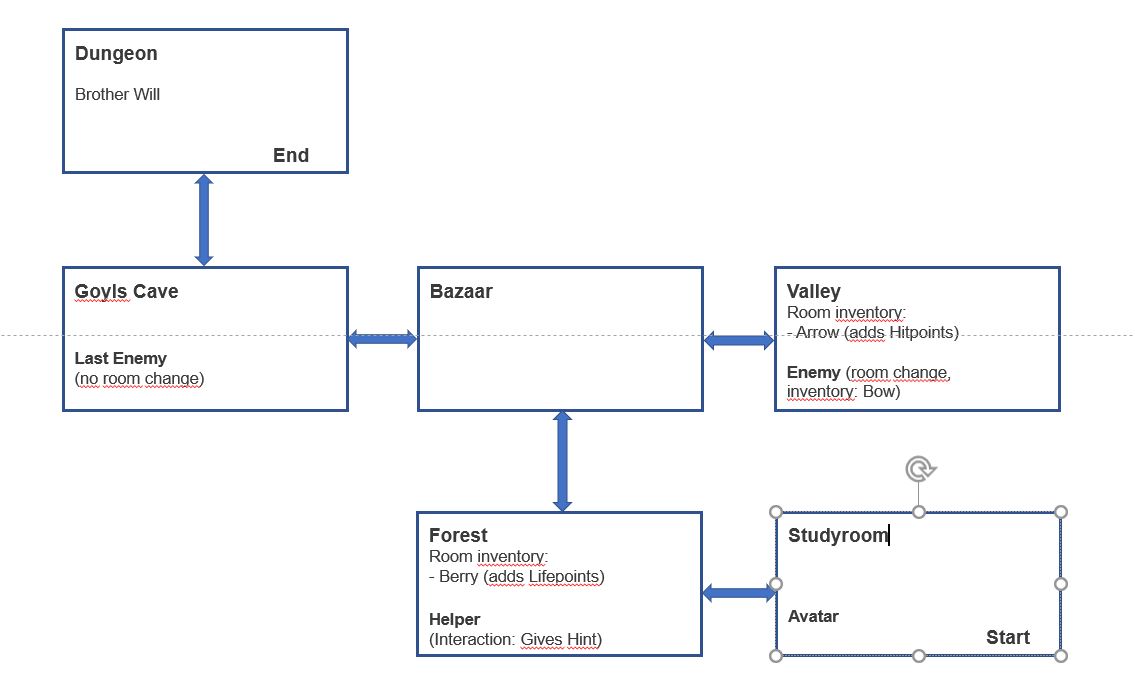 Dungeon
Brother Will
End
Goyls Cave
Last Enemy
(no room change)
Bazaar
Valley
Room inventory:
- Arrow (adds Hitpoints)
Enemy (room change,
inventory: Bow)
Forest
Room inventory:
- Berry (adds Lifepoints)
Helper
(Interaction: Gives Hint)
Studyroom
Avatar
Start